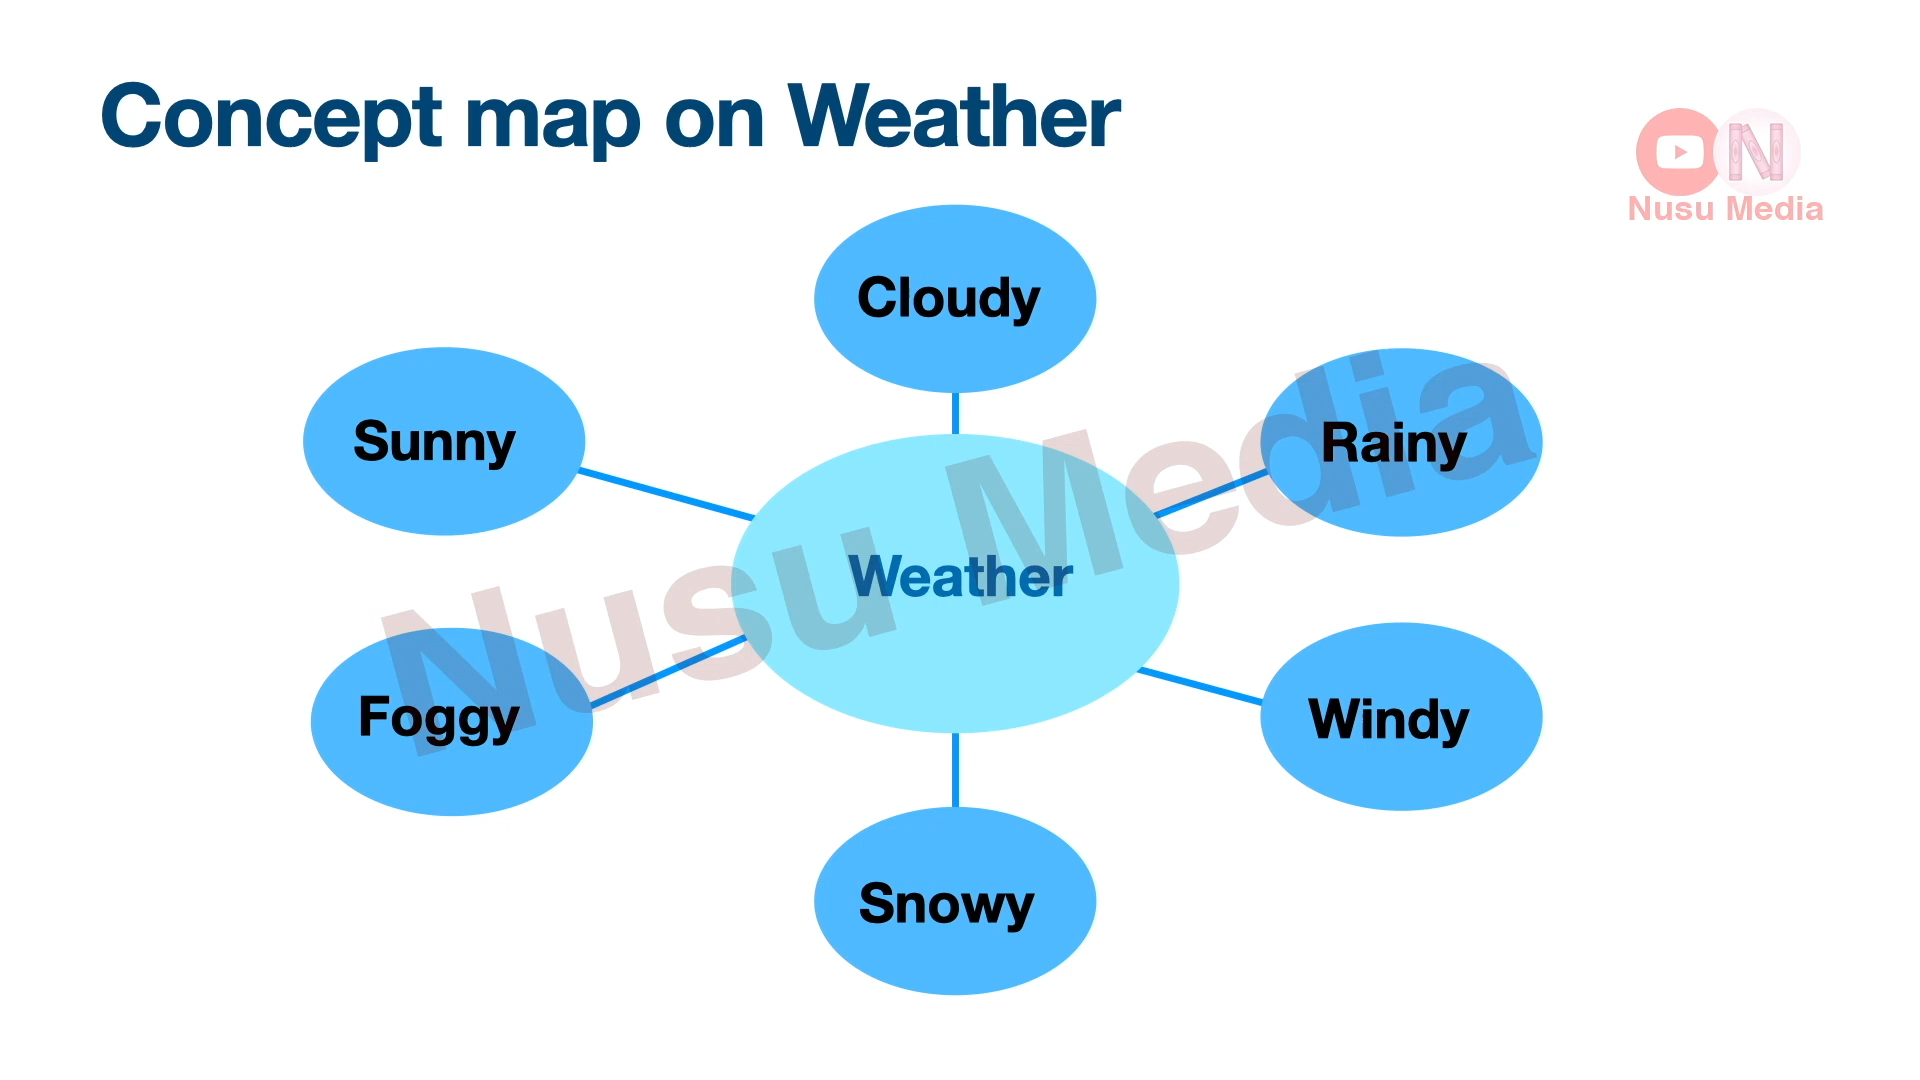 Concept map on Weather
Nusu Media
Cloudy
Sunny
Rainy
Weather
Nusu Media
Foggy
Windy
Snowy